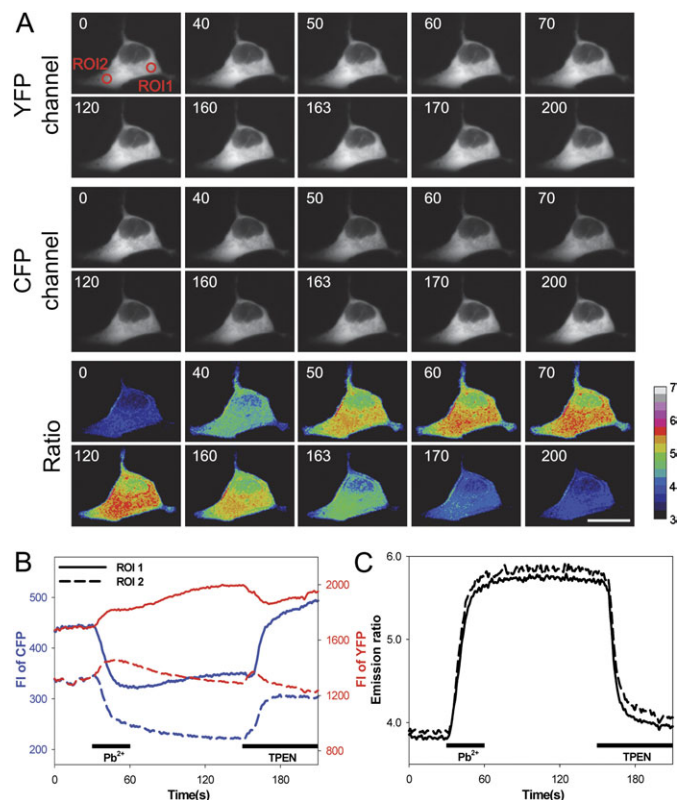 A
YFP channel
0 40 50 60 70
ROI2 ROI1
120 160 163 170 200
CFP channel
0 40 50 60 70
120 160 163 170 200
Ratio
0 40 50 60 70
120 160 163 170 200
7
6
5
4
3
B
ROI 1
ROI 2
FI of CFP
500
400
300
200
FI of YFP
2000
1600
1200
800
Pb²⁺ TPEN
0 60 120 180
Time(s)
C
Emission ratio
6.0
5.0
4.0
Pb²⁺ TPEN
0 60 120 180
Time(s)